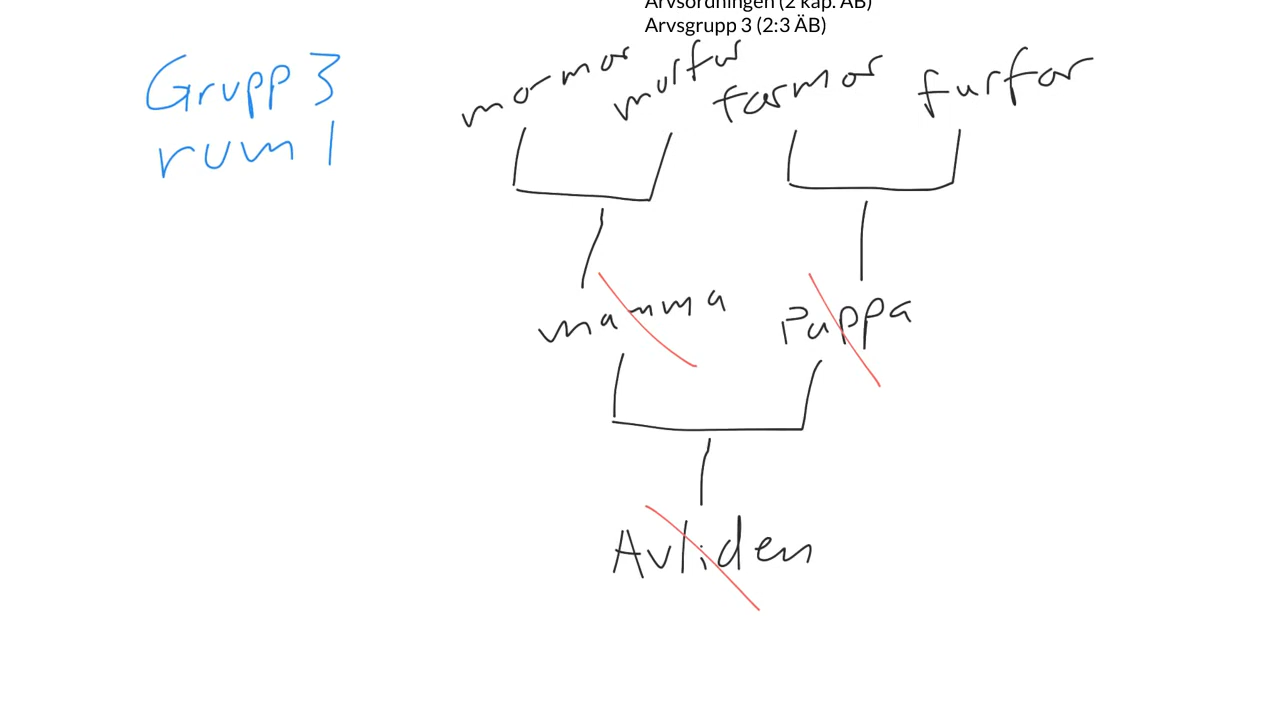 Arvsordningen (2 kap. ÄB)
Arvsgrupp 3 (2:3 ÄB)
Grupp 3
rum 1
mormor morfar farmor farfar
mamma Pappa
Avliden